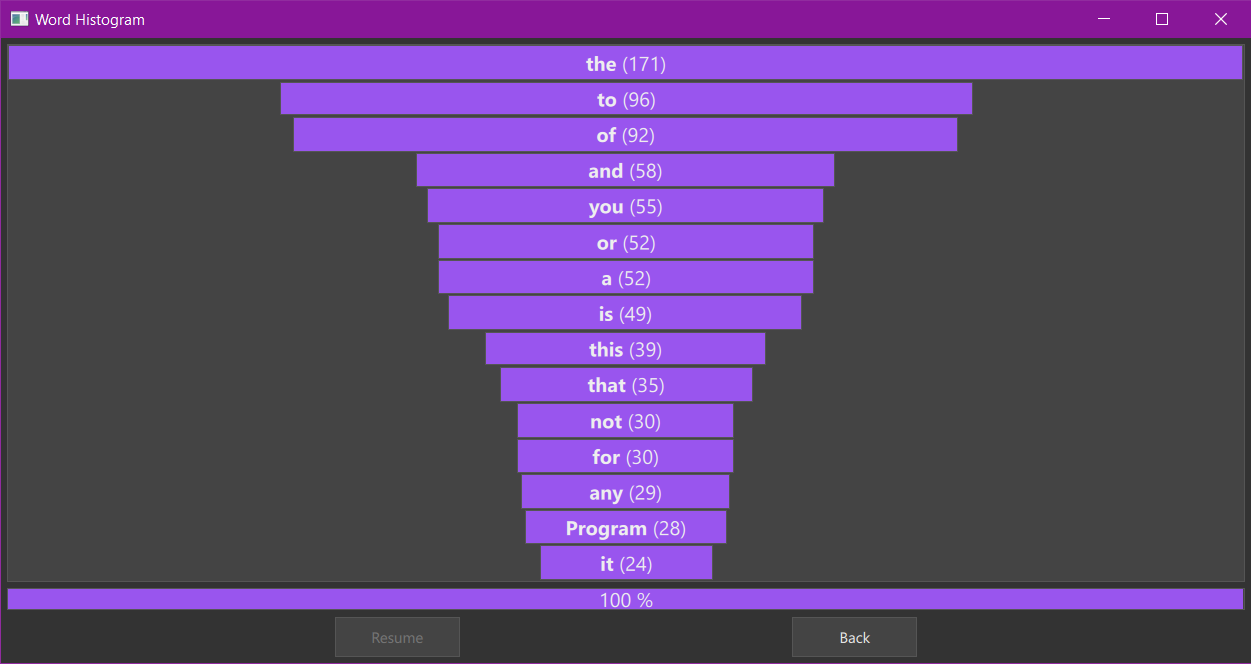 Word Histogram
the (171)
to (96)
of (92)
and (58)
you (55)
or (52)
a (52)
is (49)
this (39)
that (35)
not (30)
for (30)
any (29)
Program (28)
it (24)
100 %
Resume
Back